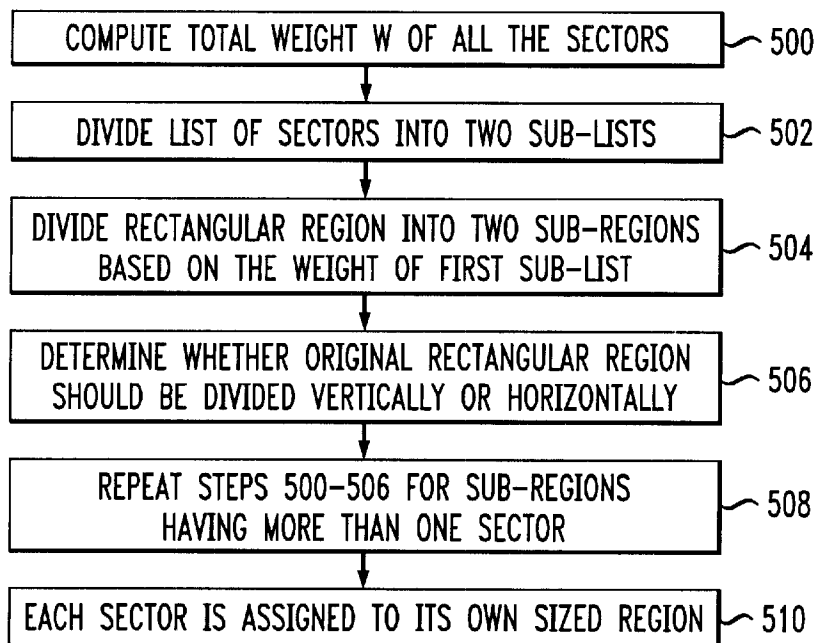 COMPUTE TOTAL WEIGHT W OF ALL THE SECTORS 500
DIVIDE LIST OF SECTORS INTO TWO SUB-LISTS 502
DIVIDE RECTANGULAR REGION INTO TWO SUB-REGIONS
BASED ON THE WEIGHT OF FIRST SUB-LIST 504
DETERMINE WHETHER ORIGINAL RECTANGULAR REGION
SHOULD BE DIVIDED VERTICALLY OR HORIZONTALLY 506
REPEAT STEPS 500-506 FOR SUB-REGIONS
HAVING MORE THAN ONE SECTOR 508
EACH SECTOR IS ASSIGNED TO ITS OWN SIZED REGION 510